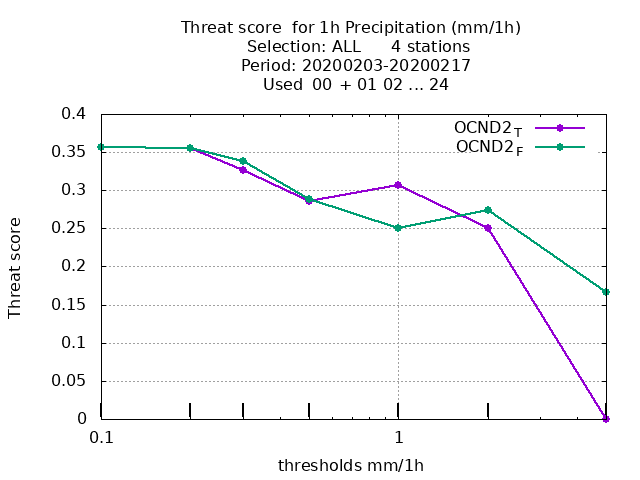 Threat score  for 1h Precipitation (mm/1h)
Selection: ALL      4 stations
Period: 20200203-20200217
Used  00 + 01 02 ... 24
0.4
0.35
0.3
0.25
0.2
0.15
0.1
0.05
0
Threat score
OCND2T
OCND2F
0.1
1
thresholds mm/1h